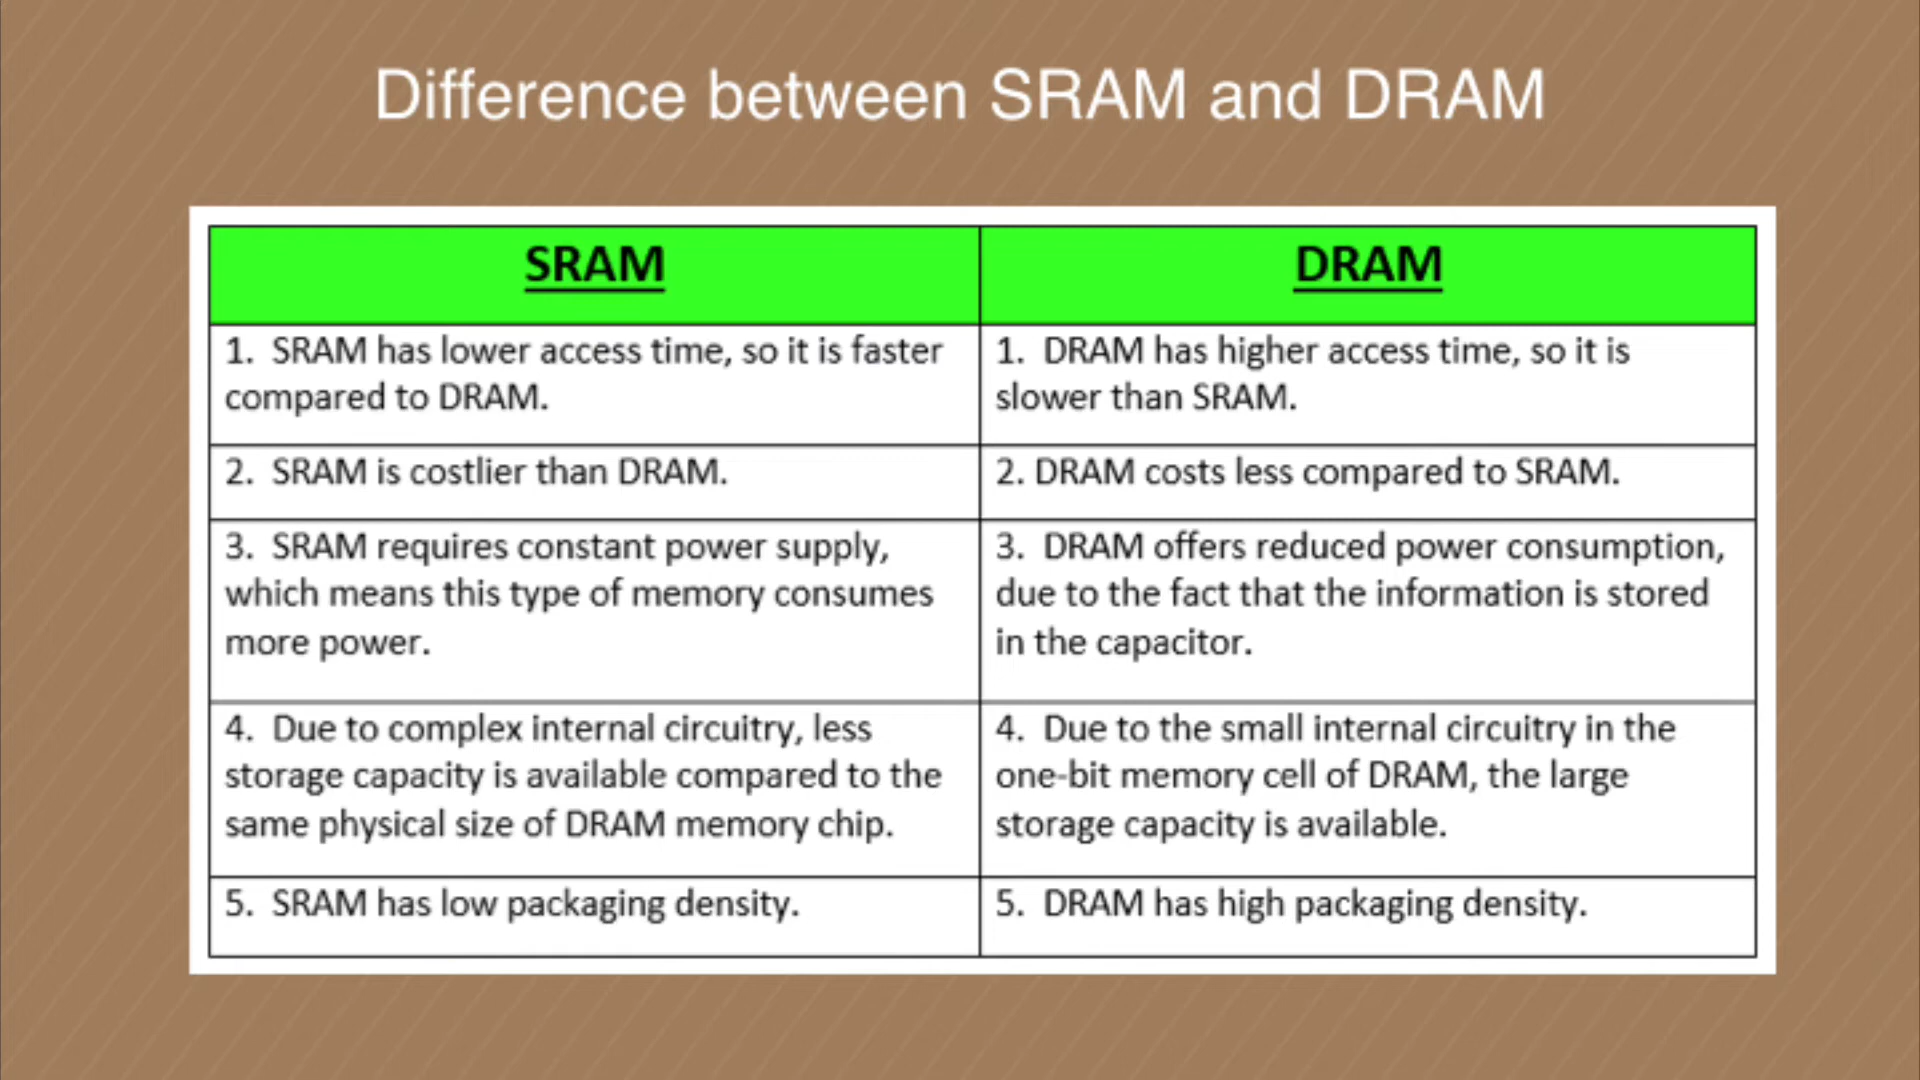 Difference between SRAM and DRAM
SRAM
DRAM
1. SRAM has lower access time, so it is faster
compared to DRAM.
1. DRAM has higher access time, so it is
slower than SRAM.
2. SRAM is costlier than DRAM.
2. DRAM costs less compared to SRAM.
3. SRAM requires constant power supply,
which means this type of memory consumes
more power.
3. DRAM offers reduced power consumption,
due to the fact that the information is stored
in the capacitor.
4. Due to complex internal circuitry, less
storage capacity is available compared to the
same physical size of DRAM memory chip.
4. Due to the small internal circuitry in the
one-bit memory cell of DRAM, the large
storage capacity is available.
5. SRAM has low packaging density.
5. DRAM has high packaging density.